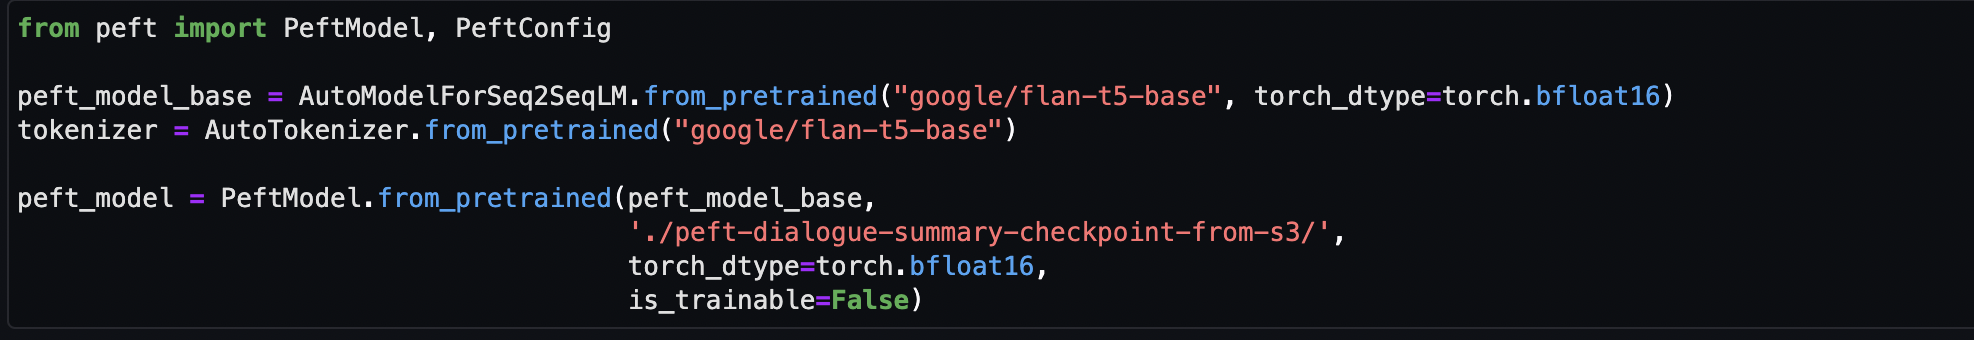 from peft import PeftModel, PeftConfig
peft_model_base = AutoModelForSeq2SeqLM.from_pretrained("google/flan-t5-base", torch_dtype=torch.bfloat16)
tokenizer = AutoTokenizer.from_pretrained("google/flan-t5-base")
peft_model = PeftModel.from_pretrained(peft_model_base,
'./peft-dialogue-summary-checkpoint-from-s3/',
torch_dtype=torch.bfloat16,
is_trainable=False)